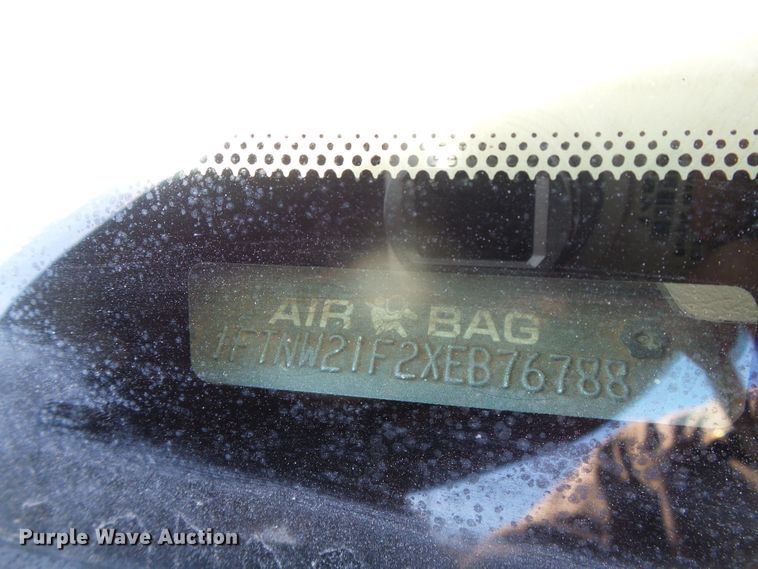 AIR BAG
1FTNW21F2XEB76788
Purple Wave Auction